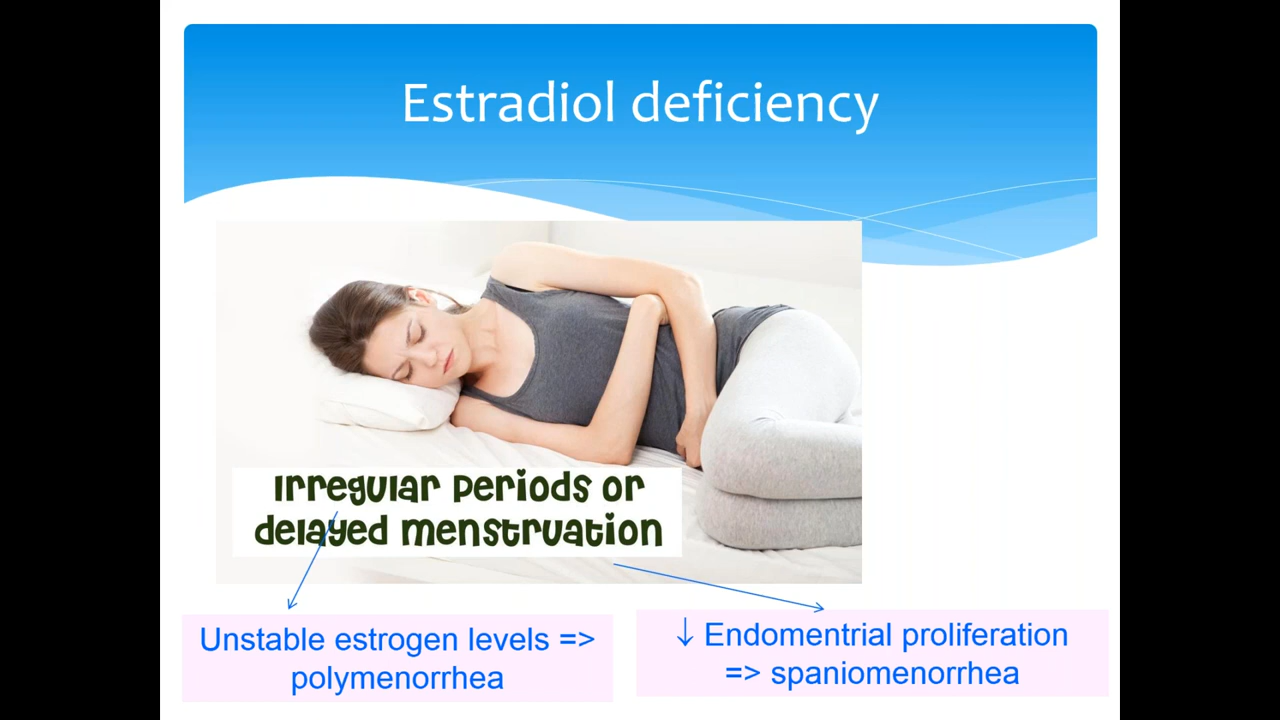 Estradiol deficiency
Irregular periods or
delayed menstruation
Unstable estrogen levels =>
polymenorrhea
↓ Endomentrial proliferation
=> spaniomenorrhea